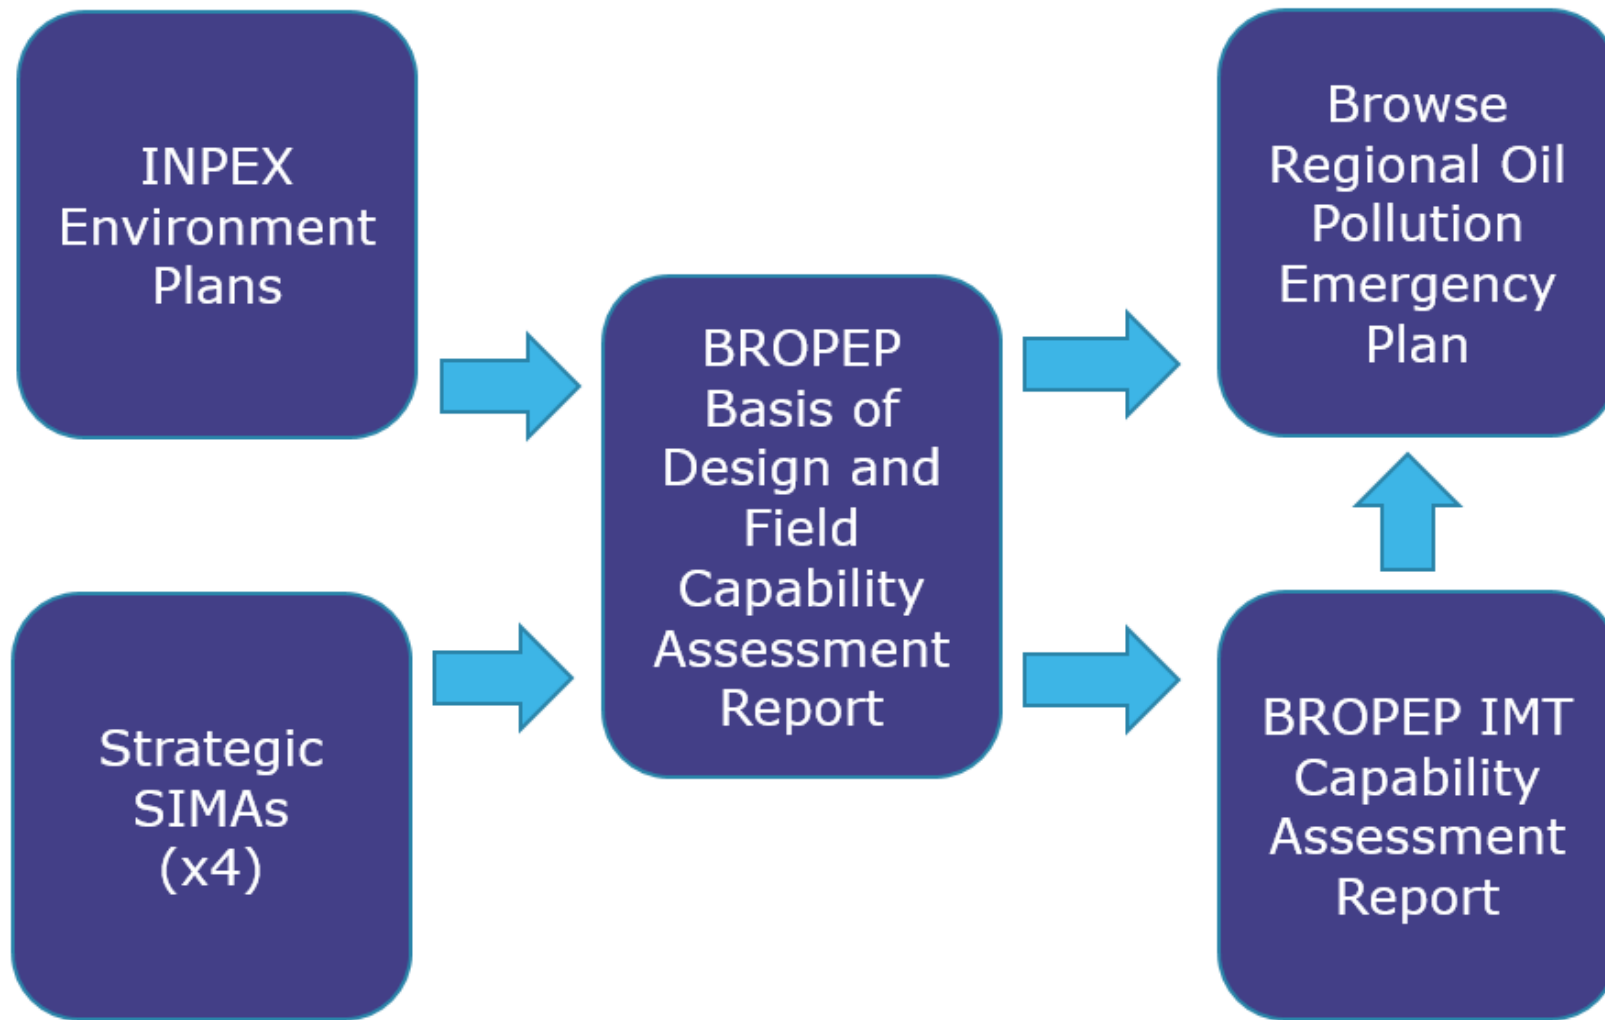 INPEX
Environment
Plans
Strategic
SIMAs
(x4)
BROPEP
Basis of
Design and
Field
Capability
Assessment
Report
Browse
Regional Oil
Pollution
Emergency
Plan
BROPEP IMT
Capability
Assessment
Report